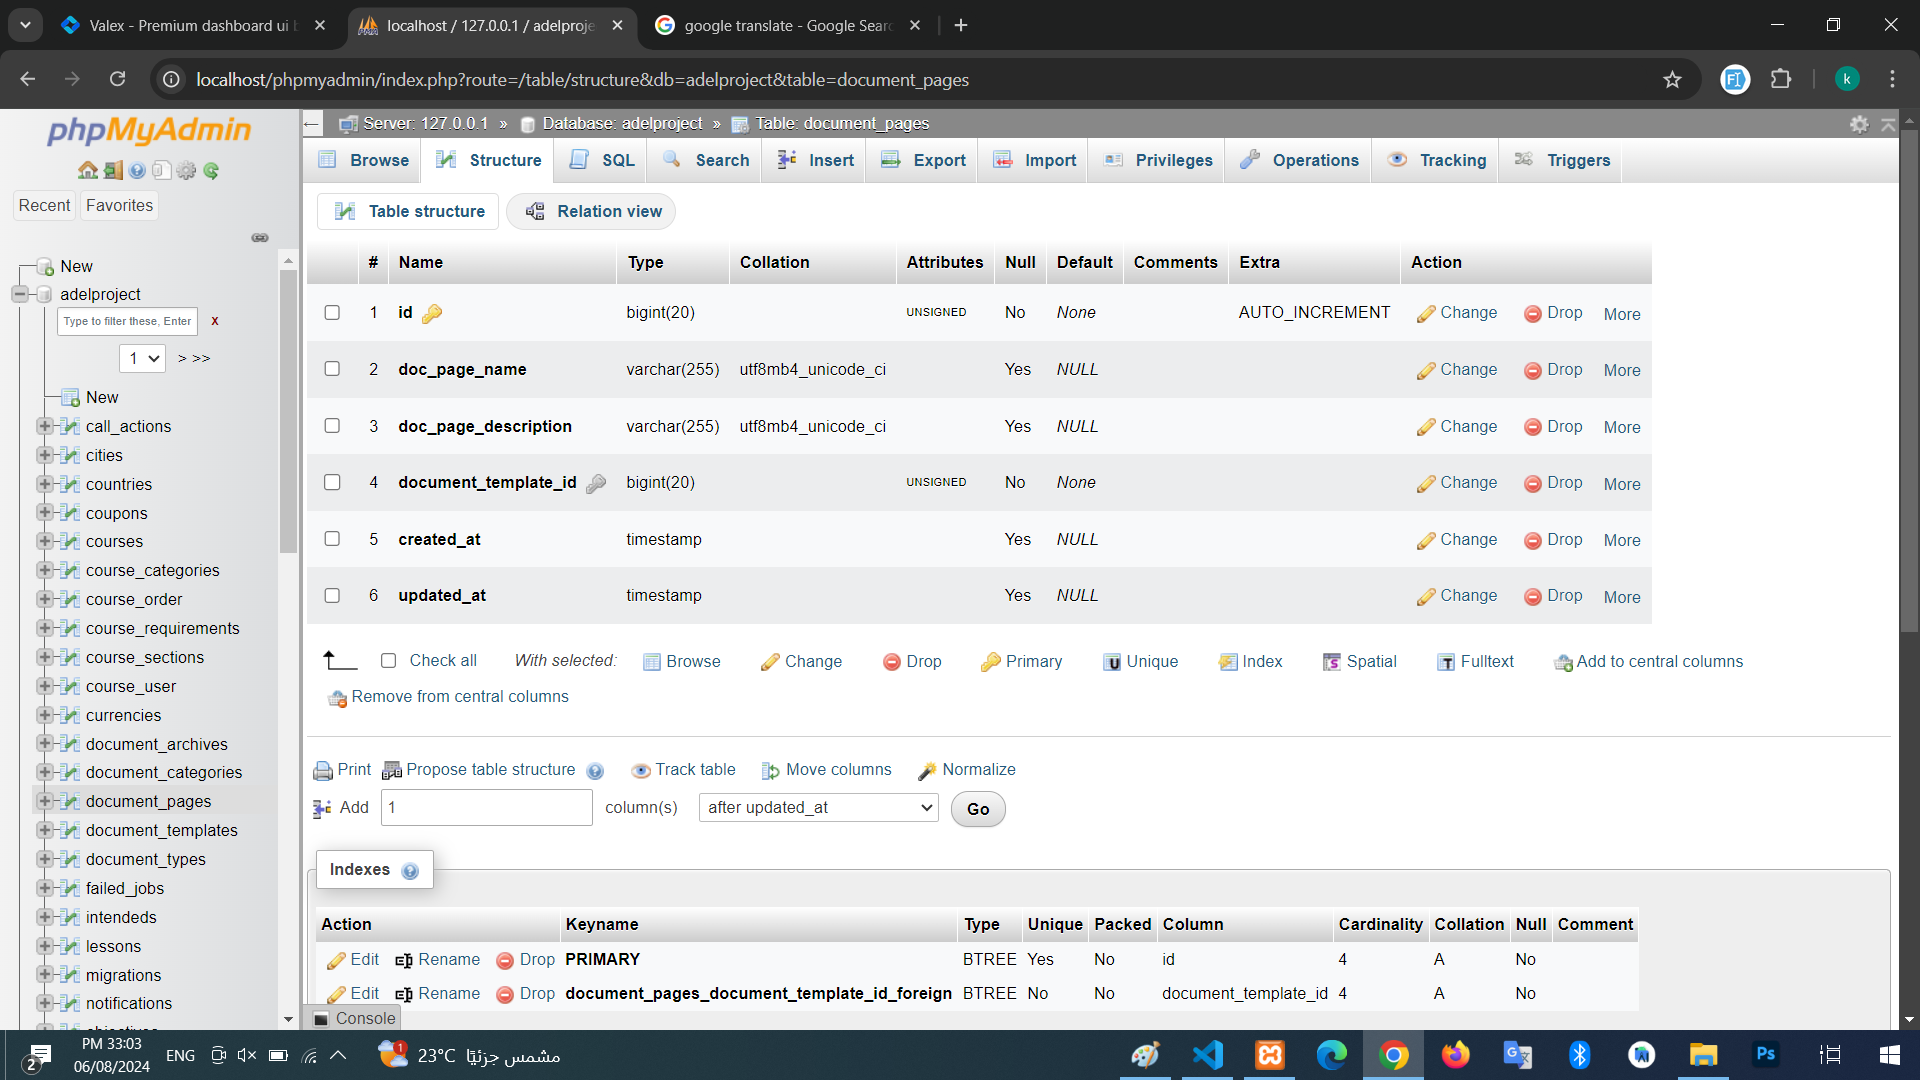 Valex - Premium dashboard ui
localhost / 127.0.0.1 / adelproje
google translate - Google Sear
localhost/phpmyadmin/index.php?route=/table/structure&db=adelproject&table=document_pages
k
phpMyAdmin
Recent
Favorites
New
adelproject
Type to filter these, Enter
X
1
> >>
New
call_actions
cities
countries
coupons
courses
course_categories
course_order
course_requirements
course_sections
course_user
currencies
document_archives
document_categories
document_pages
document_templates
document_types
failed_jobs
intendeds
lessons
migrations
notifications
Server: 127.0.0.1 » Database: adelproject » Table: document_pages
Browse Structure SQL Search Insert Export Import Privileges Operations Tracking Triggers
Table structure Relation view
# Name Type Collation Attributes Null Default Comments Extra Action
1 id bigint(20) UNSIGNED No None AUTO_INCREMENT Change Drop More
2 doc_page_name varchar(255) utf8mb4_unicode_ci Yes NULL Change Drop More
3 doc_page_description varchar(255) utf8mb4_unicode_ci Yes NULL Change Drop More
4 document_template_id bigint(20) UNSIGNED No None Change Drop More
5 created_at timestamp Yes NULL Change Drop More
6 updated_at timestamp Yes NULL Change Drop More
Check all With selected: Browse Change Drop Primary Unique Index Spatial Fulltext Add to central columns
Remove from central columns
Print Propose table structure Track table Move columns Normalize
Add 1 column(s) after updated_at Go
Indexes
Action Keyname Type Unique Packed Column Cardinality Collation Null Comment
Edit Rename Drop PRIMARY BTREE Yes No id 4 A No
Edit Rename Drop document_pages_document_template_id_foreign BTREE No No document_template_id 4 A No
Console
2
PM 33:03
06/08/2024
ENG
1
23°C مشمس جزئيًا
Ps